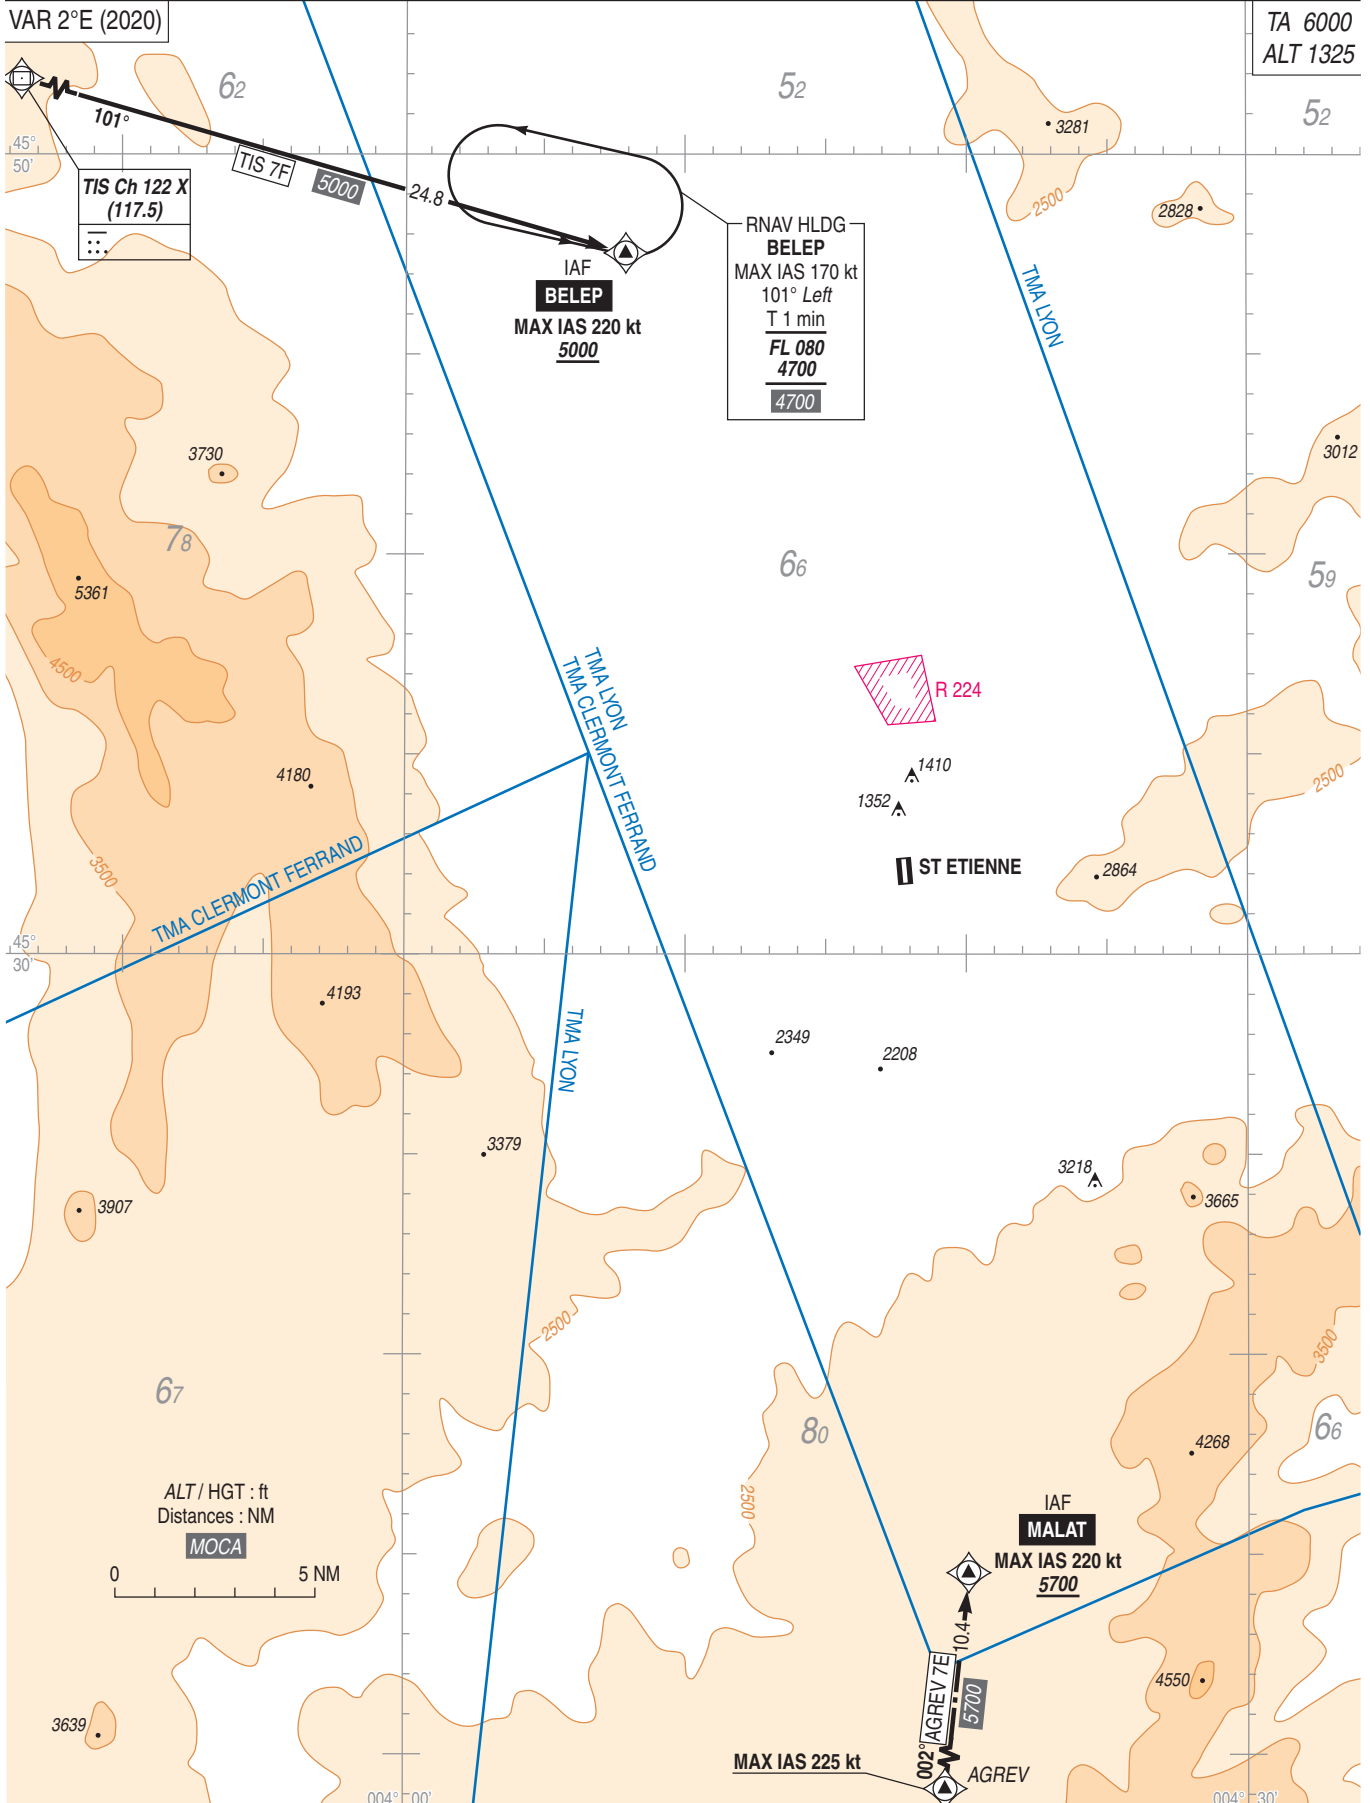 VAR 2°E (2020)
TA 6000
ALT 1325
62
52
52
101°
TIS 7F
5000
24.8
3281
45°
50'
TIS Ch 122 X
(117.5)
2500
2828
RNAV HLDG
BELEP
MAX IAS 170 kt
101° Left
T 1 min
FL 080
4700
4700
IAF
BELEP
MAX IAS 220 kt
5000
TMA LYON
3730
3012
78
66
59
5361
4500
TMA LYON
TMA CLERMONT FERRAND
R 224
4180
1410
1352
2500
3500
TMA CLERMONT FERRAND
ST ETIENNE
2864
45°
30'
4193
TMA LYON
2349
2208
3379
3218
3665
3907
2500
3500
67
80
66
4268
ALT / HGT : ft
Distances : NM
MOCA
0
5 NM
2500
IAF
MALAT
MAX IAS 220 kt
5700
10.4
AGREV 7E
5700
002°
4550
3639
MAX IAS 225 kt
AGREV
004°
00'
004°
30'